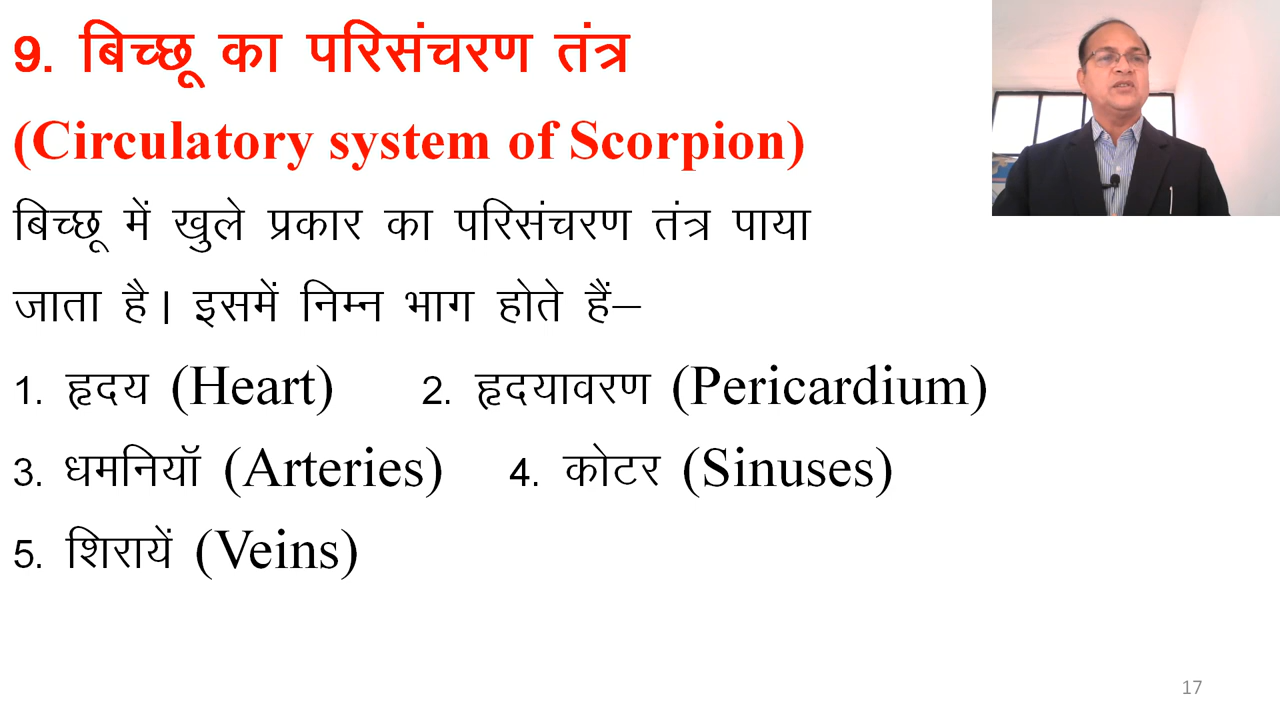 9. बिच्छू का परिसंचरण तंत्र
(Circulatory system of Scorpion)
बिच्छू में खुले प्रकार का परिसंचरण तंत्र पाया
जाता है। इसमें निम्न भाग होते हैं–
1. हृदय (Heart) 2. हृदयावरण (Pericardium)
3. धमनियॉ (Arteries) 4. कोटर (Sinuses)
5. शिरायें (Veins)
17